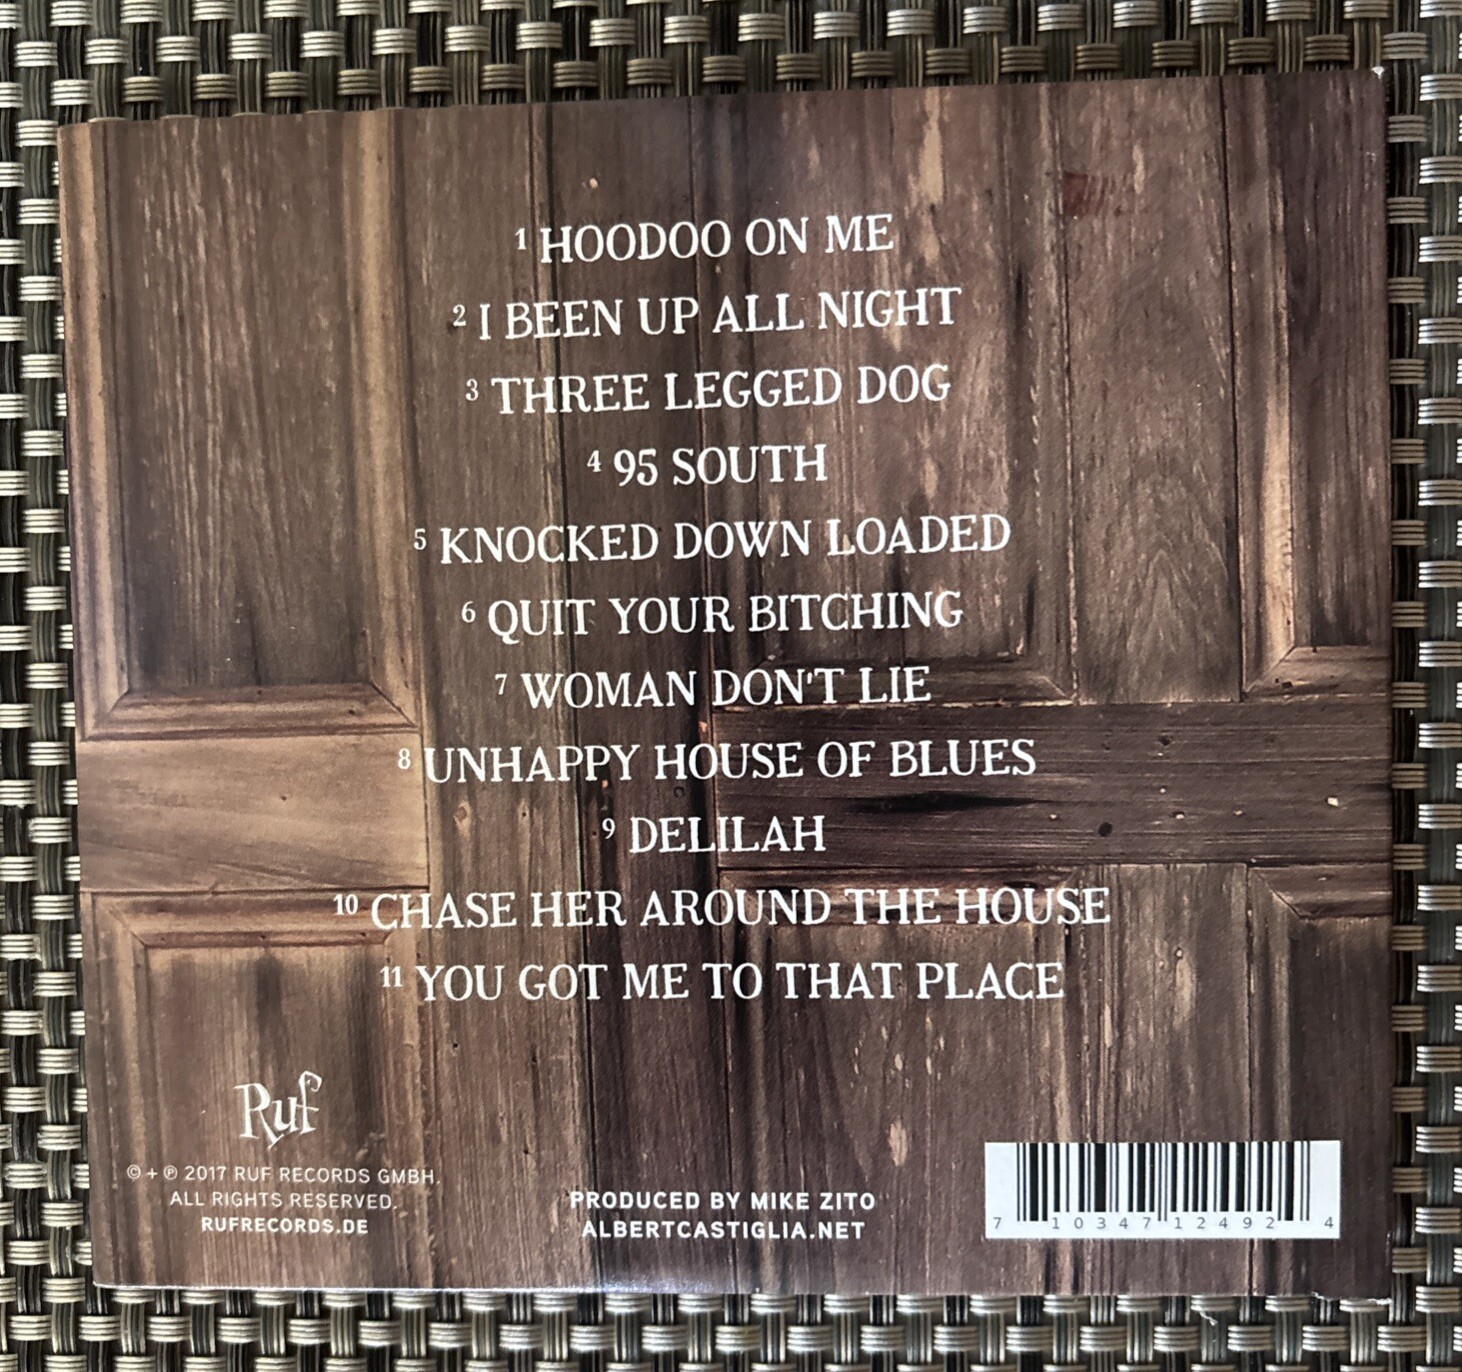 1 HOODOO ON ME
2 I BEEN UP ALL NIGHT
3 THREE LEGGED DOG
4 95 SOUTH
5 KNOCKED DOWN LOADED
6 QUIT YOUR BITCHING
7 WOMAN DON'T LIE
8 UNHAPPY HOUSE OF BLUES
9 DELILAH
10 CHASE HER AROUND THE HOUSE
11 YOU GOT ME TO THAT PLACE
Ruf
© + ℗ 2017 RUF RECORDS GMBH.
ALL RIGHTS RESERVED.
RUFRECORDS.DE
PRODUCED BY MIKE ZITO
ALBERTCASTIGLIA.NET
7 10347 12492 4